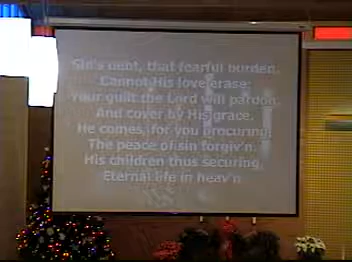 Sin's debt, that fearful burden,
Cannot His love erase;
Your guilt the Lord will pardon,
And cover by His grace.
He comes, for you procuring
The peace of sin forgiv'n,
His children thus securing
Eternal life in heav'n